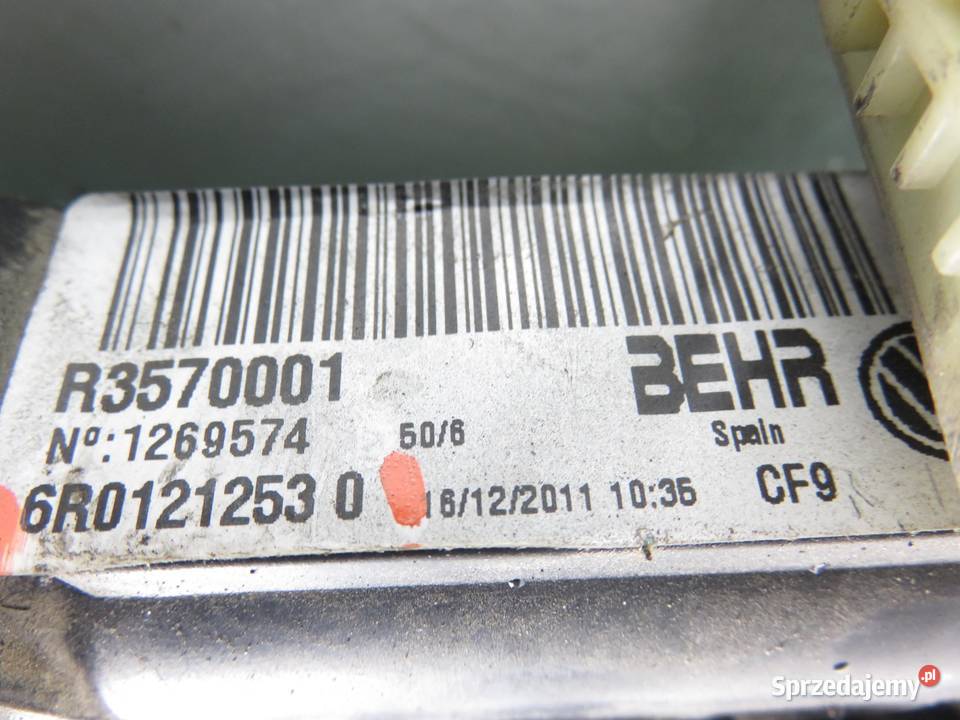 R3570001
BEHR
Nº:1269574 50/6 Spain
6R0121253 0 16/12/2011 10:35 CF9
Sprzedajemy.pl